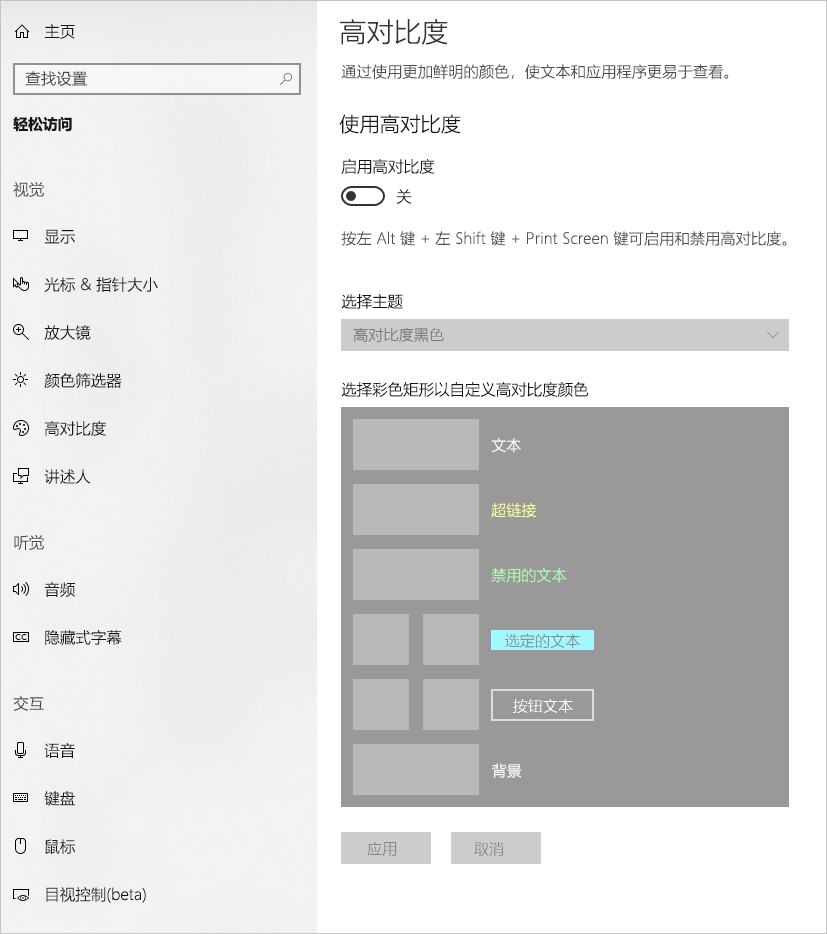 主页
查找设置
轻松访问
视觉
显示
光标 & 指针大小
放大镜
颜色筛选器
高对比度
讲述人
听觉
音频
隐藏式字幕
交互
语音
键盘
鼠标
目视控制(beta)
高对比度
通过使用更加鲜明的颜色，使文本和应用程序更易于查看。
使用高对比度
启用高对比度
关
按左 Alt 键 + 左 Shift 键 + Print Screen 键可启用和禁用高对比度。
选择主题
高对比度黑色
选择彩色矩形以自定义高对比度颜色
文本
超链接
禁用的文本
选定的文本
按钮文本
背景
应用
取消